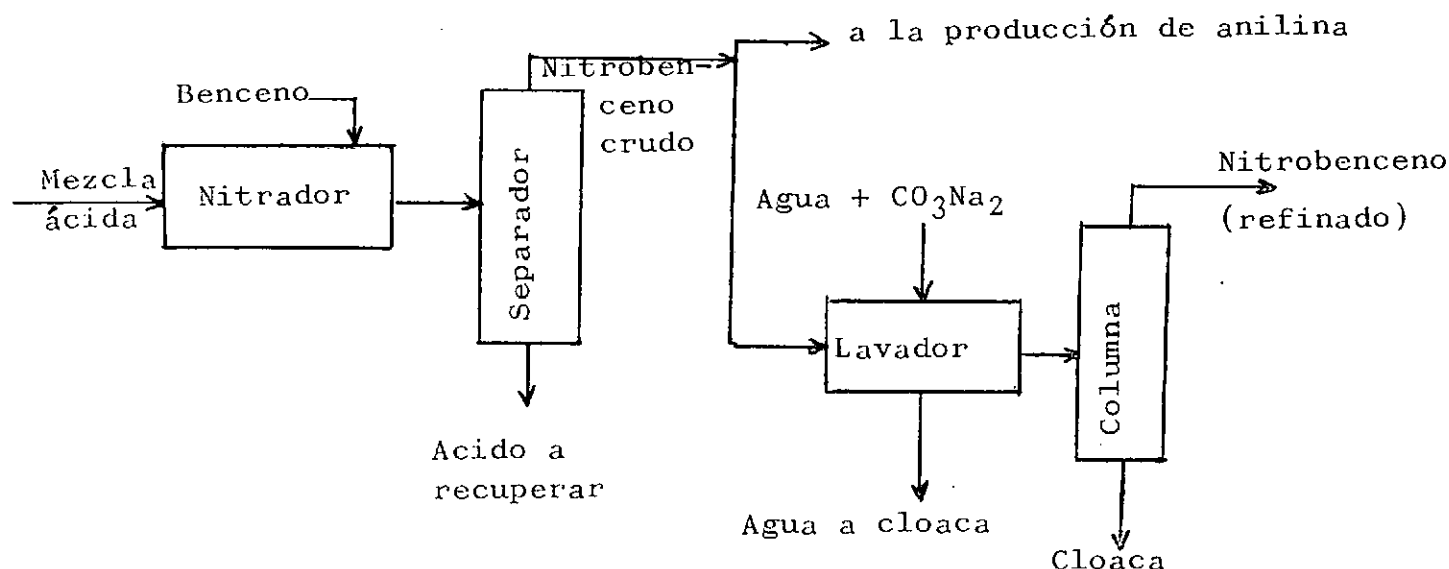 a la producción de anilina
Nitroben-
ceno
crudo
Benceno
Mezcla
ácida
Nitrador
Separador
Acido a
recuperar
Agua + CO3Na2
Lavador
Agua a cloaca
Columna
Nitrobenceno
(refinado)
Cloaca